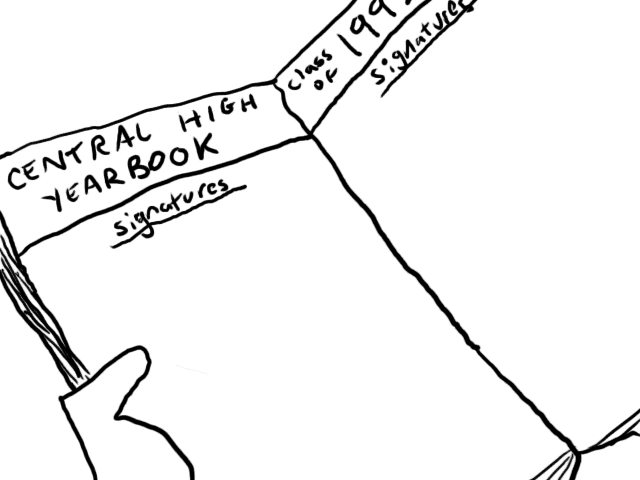 CENTRAL HIGH
YEARBOOK
signatures
class
OF
signatures